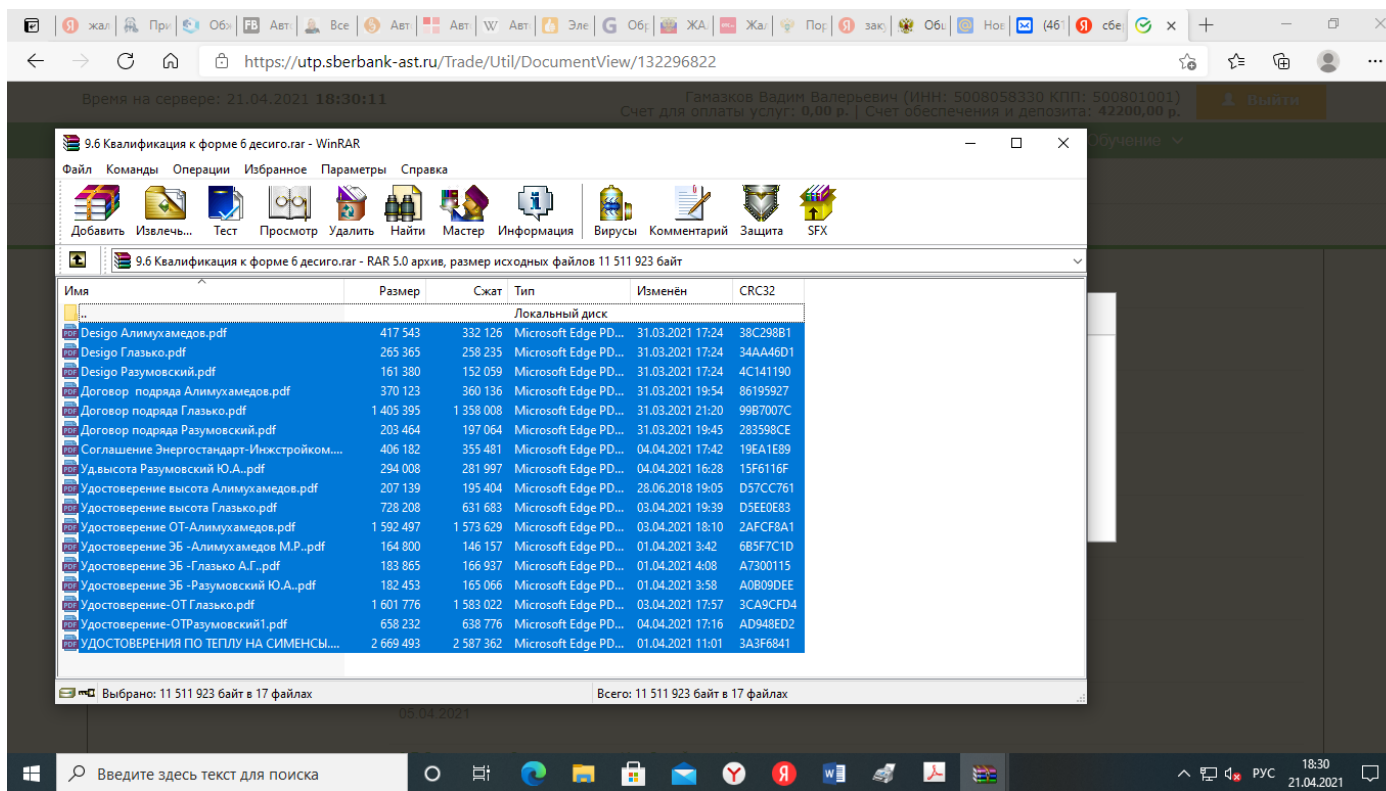 жал При Обж FB Авто Все Авт Авт W Авт Эле G Обр ЖА. Жа/ Пор зак Общ Нов (46 сбер
https://utp.sberbank-ast.ru/Trade/Util/DocumentView/132296822
Время на сервере: 21.04.2021 18:30:11
Гамазков Вадим Валерьевич (ИНН: 5008058330 КПП: 500801001)
Выйти
Счет для оплаты услуг: 0,00 р. | Счет обеспечения и депозита: 42200,00 р.
Обучение
9.6 Квалификация к форме 6 десиго.rar - WinRAR
Файл Команды Операции Избранное Параметры Справка
Добавить Извлечь... Тест Просмотр Удалить Найти Мастер Информация Вирусы Комментарий Защита SFX
9.6 Квалификация к форме 6 десиго.rar - RAR 5.0 архив, размер исходных файлов 11 511 923 байт
Имя Размер Сжат Тип Изменён CRC32
.. Локальный диск
Desigo Алимухамедов.pdf 417 543 332 126 Microsoft Edge PD... 31.03.2021 17:24 38C298B1
Desigo Глазько.pdf 265 365 258 235 Microsoft Edge PD... 31.03.2021 17:24 34AA46D1
Desigo Разумовский.pdf 161 380 152 059 Microsoft Edge PD... 31.03.2021 17:24 4C141190
Договор  подряда Алимухамедов.pdf 370 123 360 136 Microsoft Edge PD... 31.03.2021 19:54 86195927
Договор подряда Глазько.pdf 1 405 395 1 358 008 Microsoft Edge PD... 31.03.2021 21:20 99B7007C
Договор подряда Разумовский.pdf 203 464 197 064 Microsoft Edge PD... 31.03.2021 19:45 283598CE
Соглашение Энергостандарт-Инжстройком.... 406 182 355 481 Microsoft Edge PD... 04.04.2021 17:42 19EA1E89
Уд.высота Разумовский Ю.А..pdf 294 008 281 997 Microsoft Edge PD... 04.04.2021 16:28 15F6116F
Удостоверение высота Алимухамедов.pdf 207 139 195 404 Microsoft Edge PD... 28.06.2018 19:05 D57CC761
Удостоверение высота Глазько.pdf 728 208 631 683 Microsoft Edge PD... 03.04.2021 19:39 D5EE0E83
Удостоверение ОТ-Алимухамедов.pdf 1 592 497 1 573 629 Microsoft Edge PD... 03.04.2021 18:10 2AFCF8A1
Удостоверение ЭБ -Алимухамедов М.Р..pdf 164 800 146 157 Microsoft Edge PD... 01.04.2021 3:42 6B5F7C1D
Удостоверение ЭБ -Глазько А.Г..pdf 183 865 166 937 Microsoft Edge PD... 01.04.2021 4:08 A7300115
Удостоверение ЭБ -Разумовский Ю.А..pdf 182 453 165 066 Microsoft Edge PD... 01.04.2021 3:58 A0B09DEE
Удостоверение-ОТ Глазько.pdf 1 601 776 1 583 022 Microsoft Edge PD... 03.04.2021 17:57 3CA9CFD4
Удостоверение-ОТРазумовский1.pdf 658 232 638 776 Microsoft Edge PD... 04.04.2021 17:16 AD948ED2
УДОСТОВЕРЕНИЯ ПО ТЕПЛУ НА СИМЕНСЫ.... 2 669 493 2 587 362 Microsoft Edge PD... 01.04.2021 11:01 3A3F6841
Выбрано: 11 511 923 байт в 17 файлах Всего: 11 511 923 байт в 17 файлах
05.04.2021
Введите здесь текст для поиска
РУС
18:30
21.04.2021